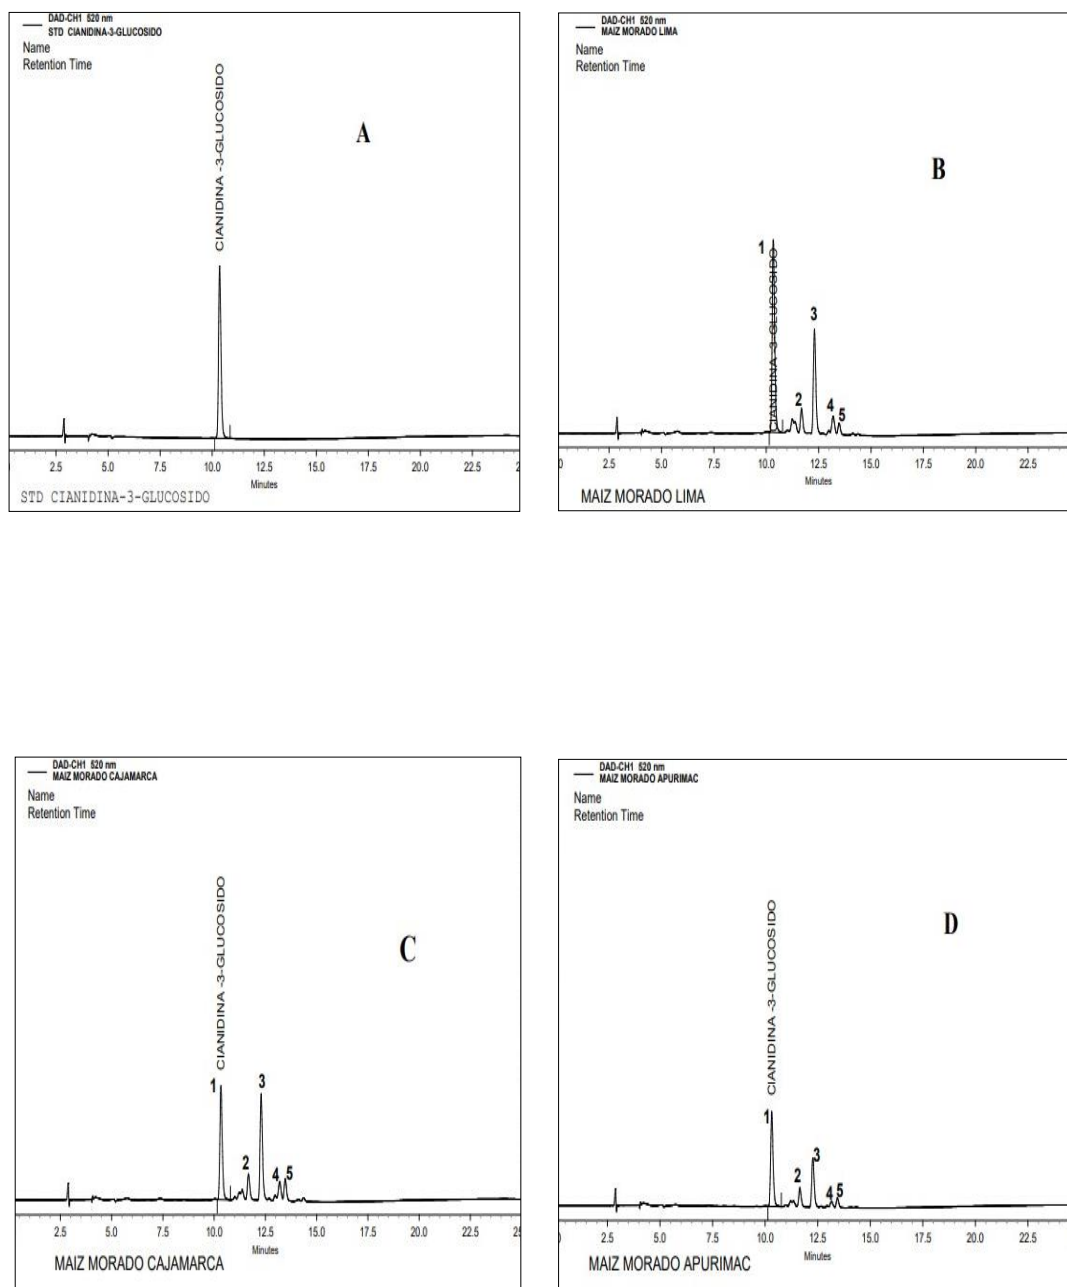 DAD-CH1 520 nm
STD CIANIDINA-3-GLUCOSIDO
Name
Retention Time
CIANIDINA -3-GLUCOSIDO
A
2.5 5.0 7.5 10.0 12.5 15.0 17.5 20.0 22.5 2
Minutes
STD CIANIDINA-3-GLUCOSIDO
DAD-CH1 520 nm
MAIZ MORADO LIMA
Name
Retention Time
B
1
CIANIDINA -3-GLUCOSIDO
3
2
4
5
0 2.5 5.0 7.5 10.0 12.5 15.0 17.5 20.0 22.5
Minutes
MAIZ MORADO LIMA
DAD-CH1 520 nm
MAIZ MORADO CAJAMARCA
Name
Retention Time
CIANIDINA -3-GLUCOSIDO
C
1
3
2
4
5
2.5 5.0 7.5 10.0 12.5 15.0 17.5 20.0 22.5 25
Minutes
MAIZ MORADO CAJAMARCA
DAD-CH1 520 nm
MAIZ MORADO APURIMAC
Name
Retention Time
CIANIDINA -3-GLUCOSIDO
D
1
3
2
4
5
0 2.5 5.0 7.5 10.0 12.5 15.0 17.5 20.0 22.5
Minutes
MAIZ MORADO APURIMAC